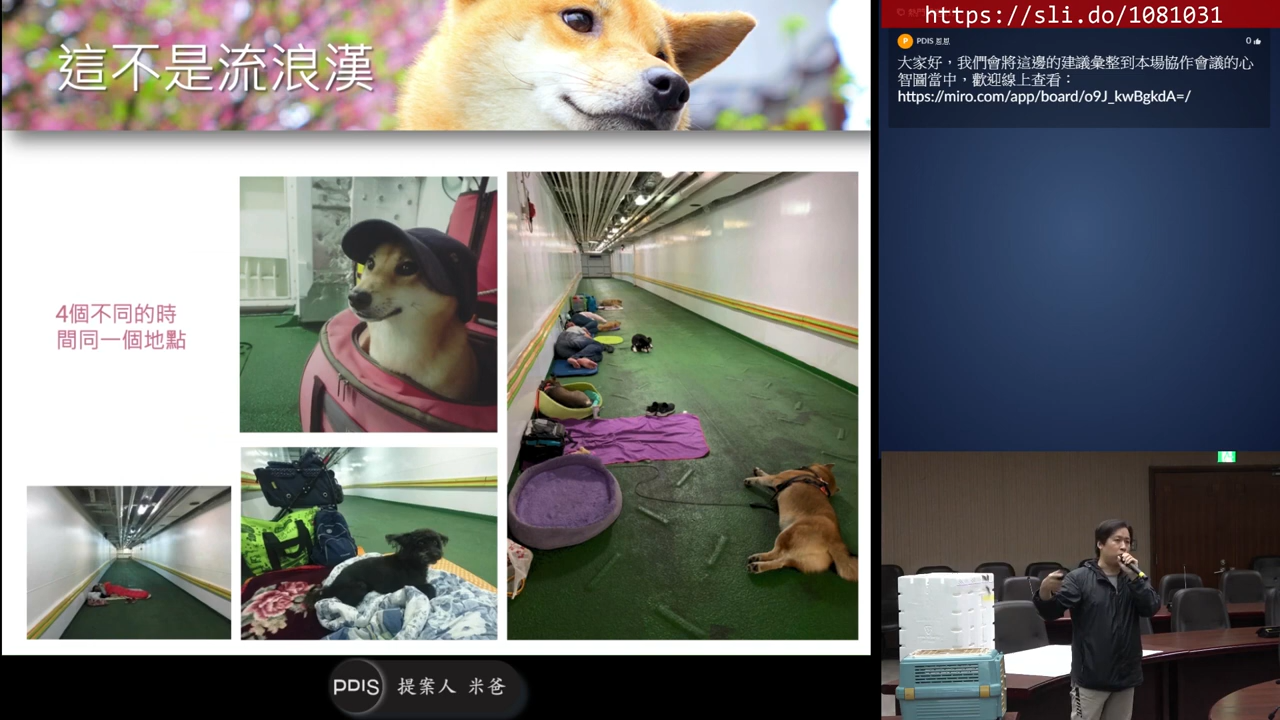 這不是流浪漢
4個不同的時
間同一個地點
PDIS 提案人 米爸
https://sli.do/1081031
P
PDIS 恩恩
0
大家好，我們會將這邊的建議彙整到本場協作會議的心
智圖當中，歡迎線上查看：
https://miro.com/app/board/o9J_kwBgkdA=/